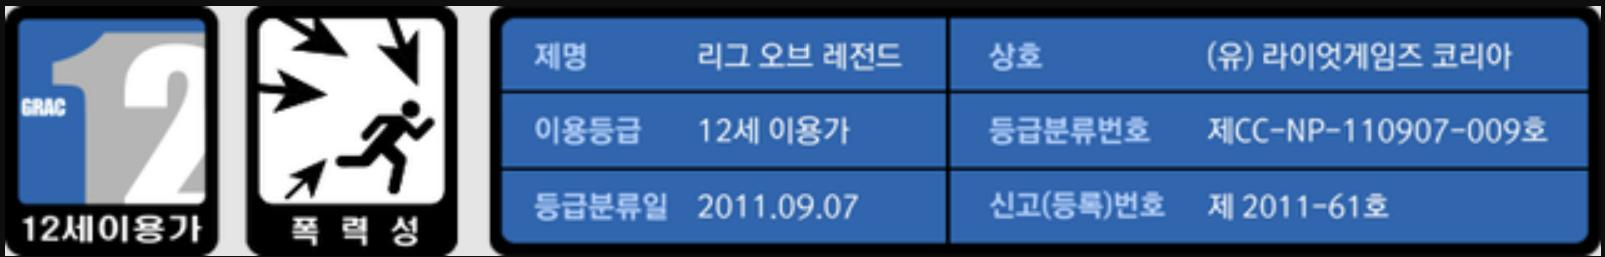 GRAC
12
12세이용가
폭력성
제명 리그 오브 레전드 상호 (유) 라이엇게임즈 코리아
이용등급 12세 이용가 등급분류번호 제CC-NP-110907-009호
등급분류일 2011.09.07 신고(등록)번호 제 2011-61호